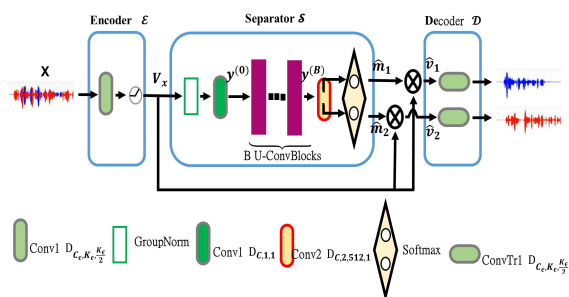 Encoder ℰ
Separator 𝓢
Decoder 𝒟
X
V_x
y^(0)
y^(B)
m̂_1
v̂_1
m̂_2
v̂_2
B U-ConvBlocks
Conv1 D_{C_ϵ,K_ϵ,K_ϵ/2}
GroupNorm
Conv1 D_{C,1,1}
Conv2 D_{C,2,512,1}
Softmax
ConvTr1 D_{C_ϵ,K_ϵ,K_ϵ/2}